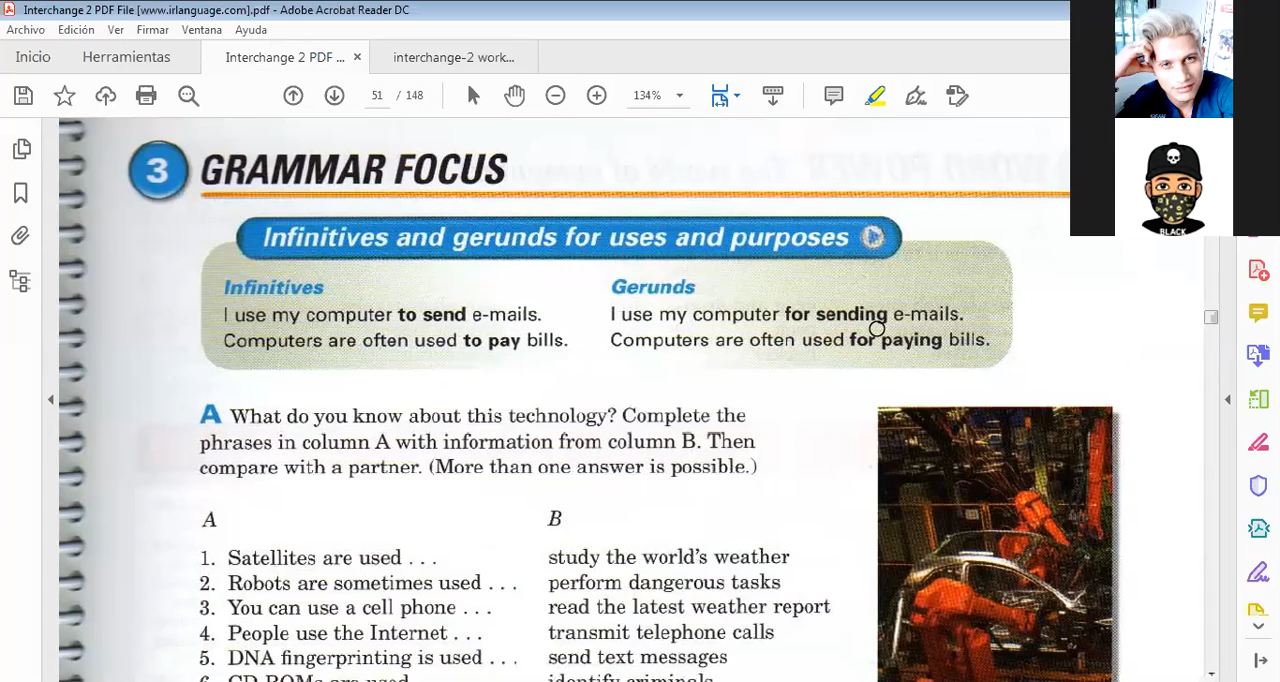 Interchange 2 PDF File [www.irlanguage.com].pdf - Adobe Acrobat Reader DC
Archivo Edición Ver Firmar Ventana Ayuda
Inicio Herramientas Interchange 2 PDF ... × interchange-2 work...
51 / 148 134%
3 GRAMMAR FOCUS
Infinitives and gerunds for uses and purposes
Infinitives
I use my computer to send e-mails.
Computers are often used to pay bills.
Gerunds
I use my computer for sending e-mails.
Computers are often used for paying bills.
A What do you know about this technology? Complete the
phrases in column A with information from column B. Then
compare with a partner. (More than one answer is possible.)
A
1. Satellites are used . . .
2. Robots are sometimes used . . .
3. You can use a cell phone . . .
4. People use the Internet . . .
5. DNA fingerprinting is used . . .
6. CD-ROMs are used
B
study the world's weather
perform dangerous tasks
read the latest weather report
transmit telephone calls
send text messages
identify criminals
BLACK